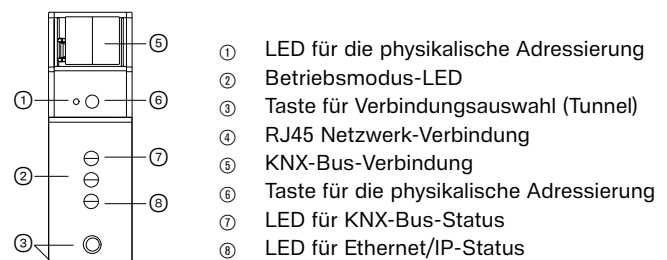 ⑤
① ⑥
⑦
②
⑧
③
① LED für die physikalische Adressierung
② Betriebsmodus-LED
③ Taste für Verbindungsauswahl (Tunnel)
④ RJ45 Netzwerk-Verbindung
⑤ KNX-Bus-Verbindung
⑥ Taste für die physikalische Adressierung
⑦ LED für KNX-Bus-Status
⑧ LED für Ethernet/IP-Status